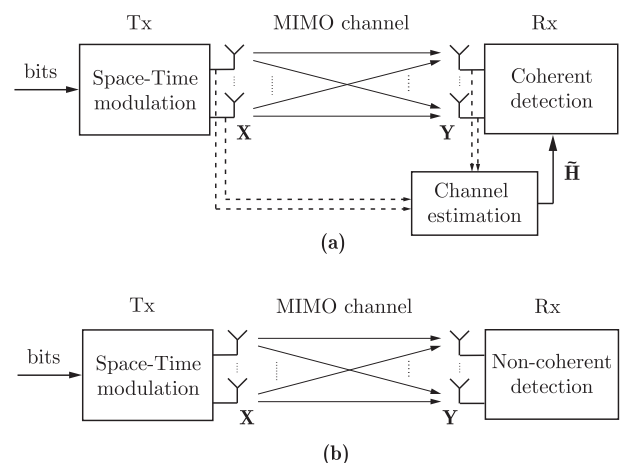 Tx
MIMO channel
Rx
bits
Space-Time
modulation
Coherent
detection
X
Y
Channel
estimation
H̃
(a)
Tx
MIMO channel
Rx
bits
Space-Time
modulation
Non-coherent
detection
X
Y
(b)